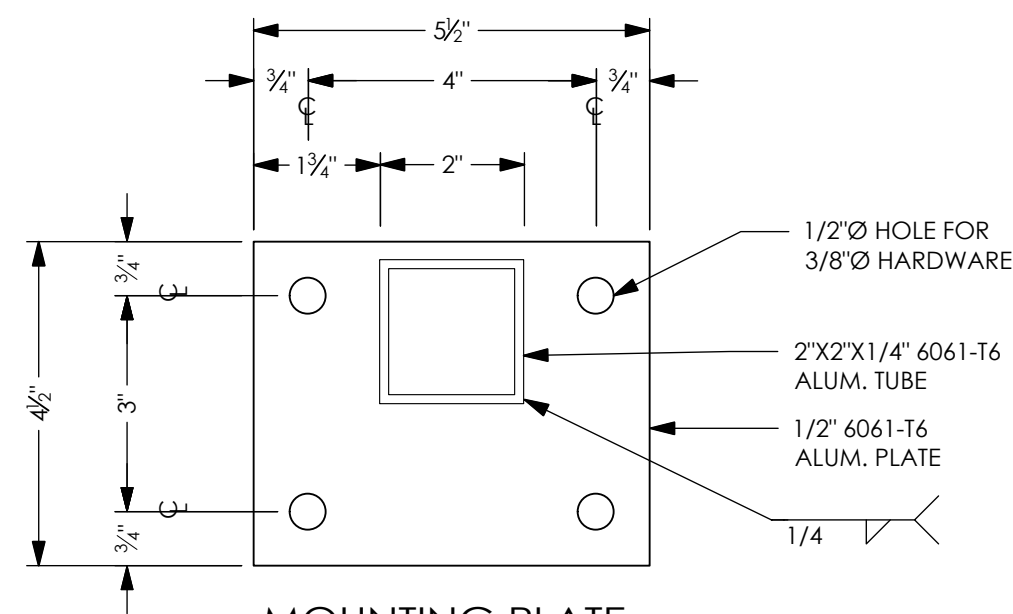 5½"
¾" 4" ¾"
℄ ℄
1¾" 2"
¾"
℄
4½"
3"
℄
¾"
1/2"Ø HOLE FOR
3/8"Ø HARDWARE
2"X2"X1/4" 6061-T6
ALUM. TUBE
1/2" 6061-T6
ALUM. PLATE
1/4
MOUNTING PLATE